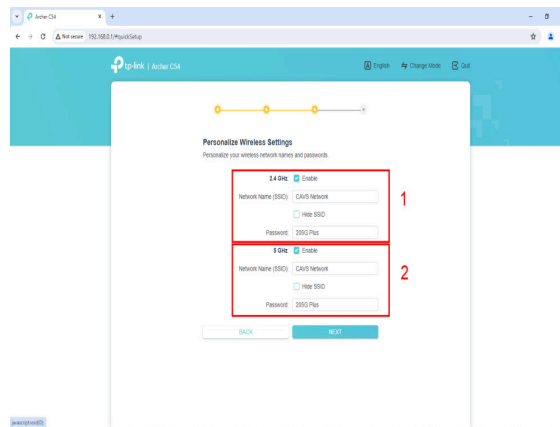 Archer C54
Not secure 192.168.0.1/#quickSetup
tp-link | Archer C54
English Change Mode Quit
Personalize Wireless Settings
Personalize your wireless network names and passwords.
2.4 GHz: Enable
Network Name (SSID): CAVS Network
Hide SSID
Password: 205G Plus
1
5 GHz: Enable
Network Name (SSID): CAVS Network
Hide SSID
Password: 205G Plus
2
BACK NEXT
javascript:void(0);